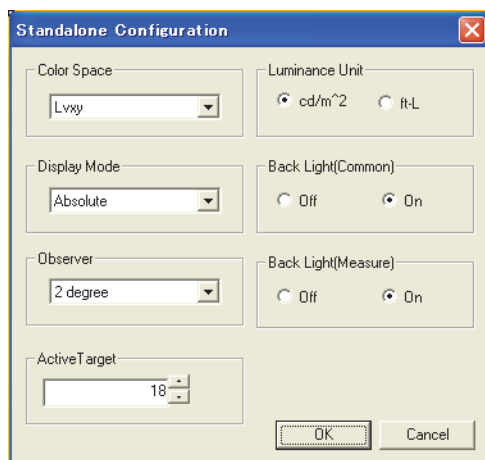 Standalone Configuration
Color Space
Lvxy
Luminance Unit
cd/m^2
ft-L
Display Mode
Absolute
Back Light(Common)
Off
On
Observer
2 degree
Back Light(Measure)
Off
On
ActiveTarget
18
OK
Cancel